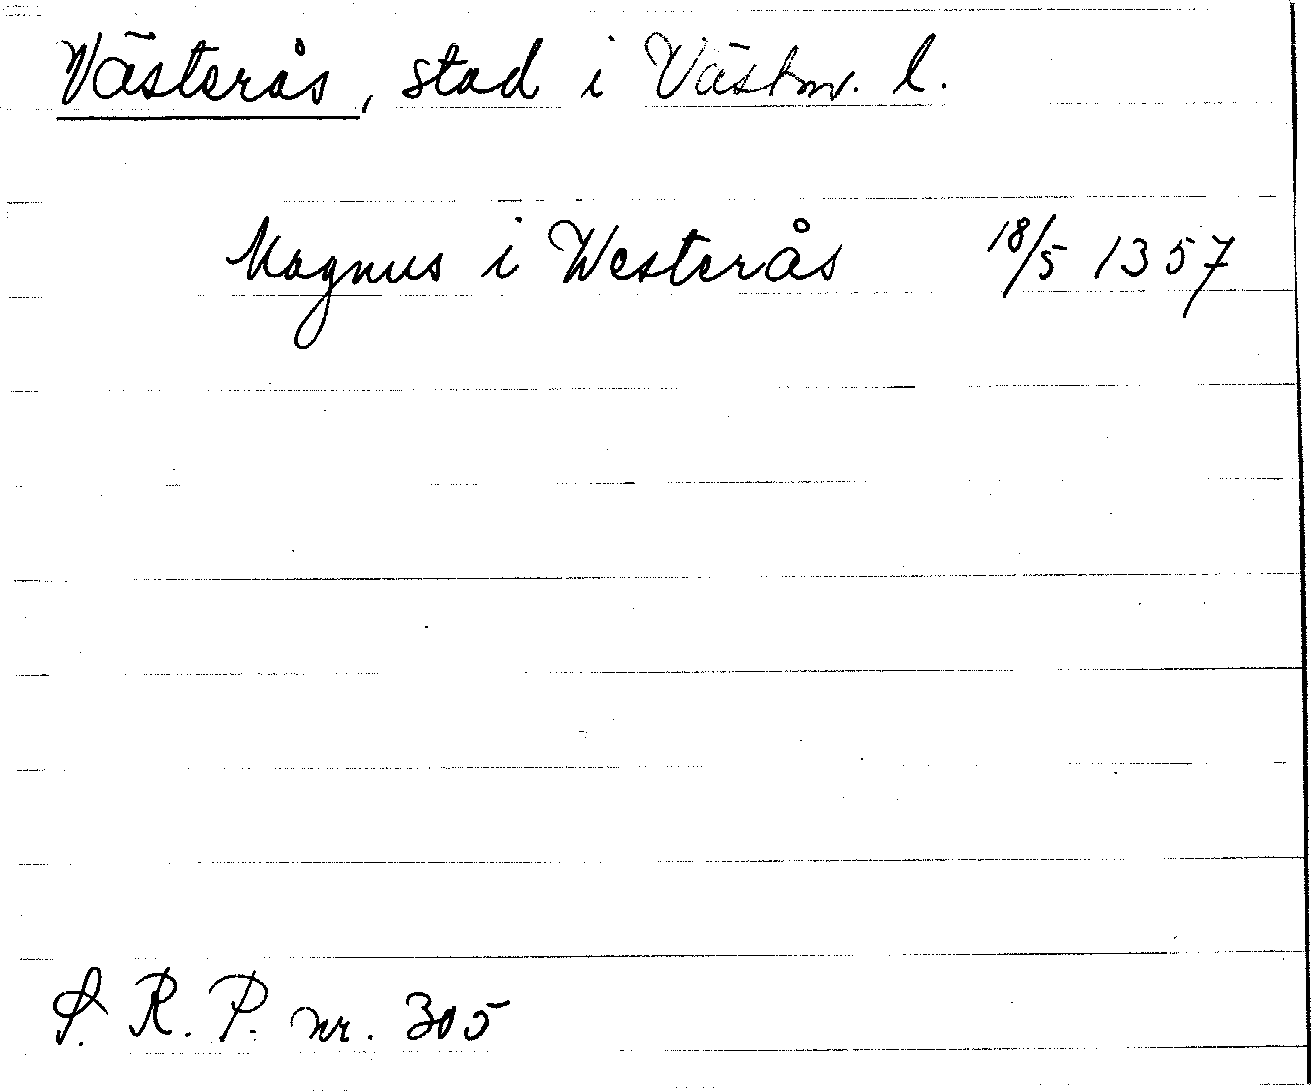 Västerås, stad i Västm. l.
Magnus i Westerås 18/5 1357
S. R. P. nr. 305